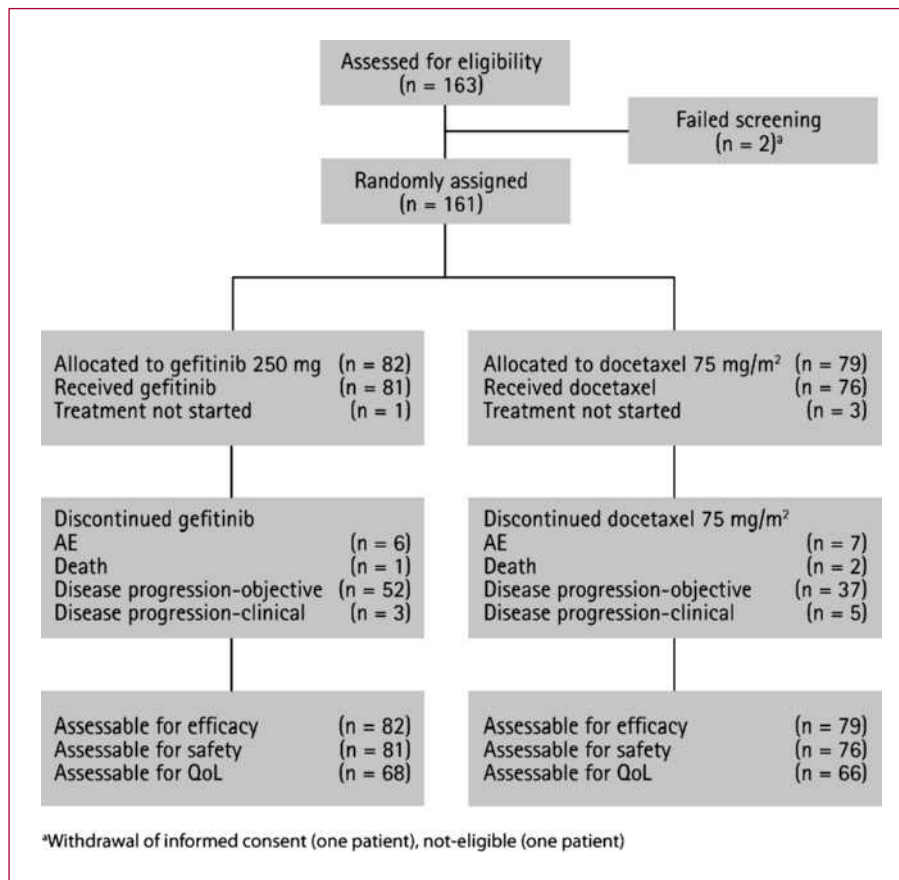 Assessed for eligibility
(n = 163)
Failed screening
(n = 2)ᵃ
Randomly assigned
(n = 161)
Allocated to gefitinib 250 mg (n = 82)
Received gefitinib (n = 81)
Treatment not started (n = 1)
Allocated to docetaxel 75 mg/m² (n = 79)
Received docetaxel (n = 76)
Treatment not started (n = 3)
Discontinued gefitinib
AE (n = 6)
Death (n = 1)
Disease progression-objective (n = 52)
Disease progression-clinical (n = 3)
Discontinued docetaxel 75 mg/m²
AE (n = 7)
Death (n = 2)
Disease progression-objective (n = 37)
Disease progression-clinical (n = 5)
Assessable for efficacy (n = 82)
Assessable for safety (n = 81)
Assessable for QoL (n = 68)
Assessable for efficacy (n = 79)
Assessable for safety (n = 76)
Assessable for QoL (n = 66)
ᵃWithdrawal of informed consent (one patient), not-eligible (one patient)